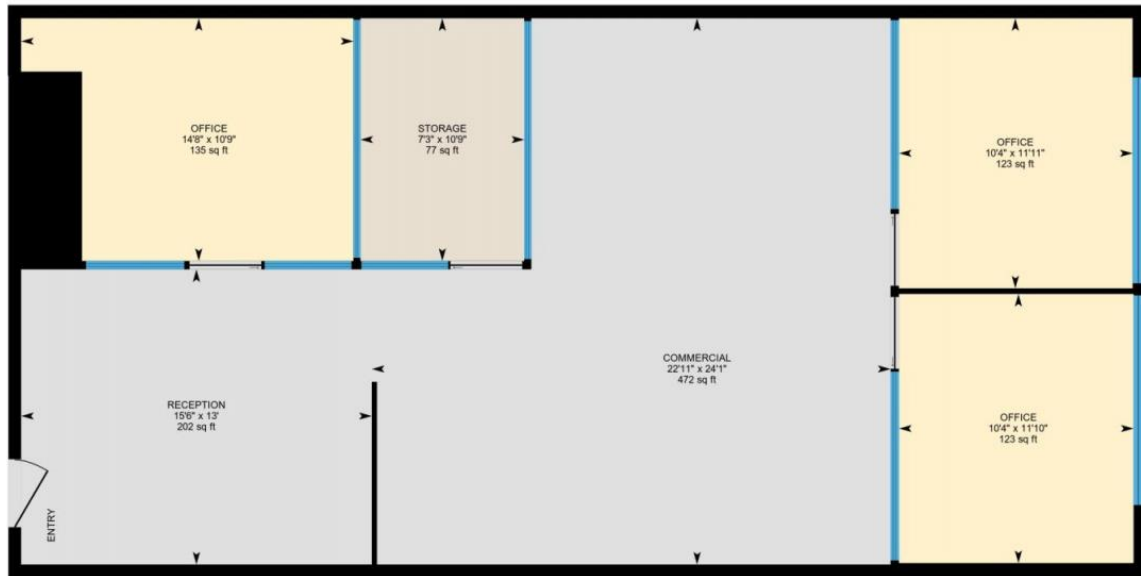 OFFICE
14'8" x 10'9"
135 sq ft
STORAGE
7'3" x 10'9"
77 sq ft
OFFICE
10'4" x 11'11"
123 sq ft
COMMERCIAL
22'11" x 24'1"
472 sq ft
RECEPTION
15'6" x 13'
202 sq ft
OFFICE
10'4" x 11'10"
123 sq ft
ENTRY